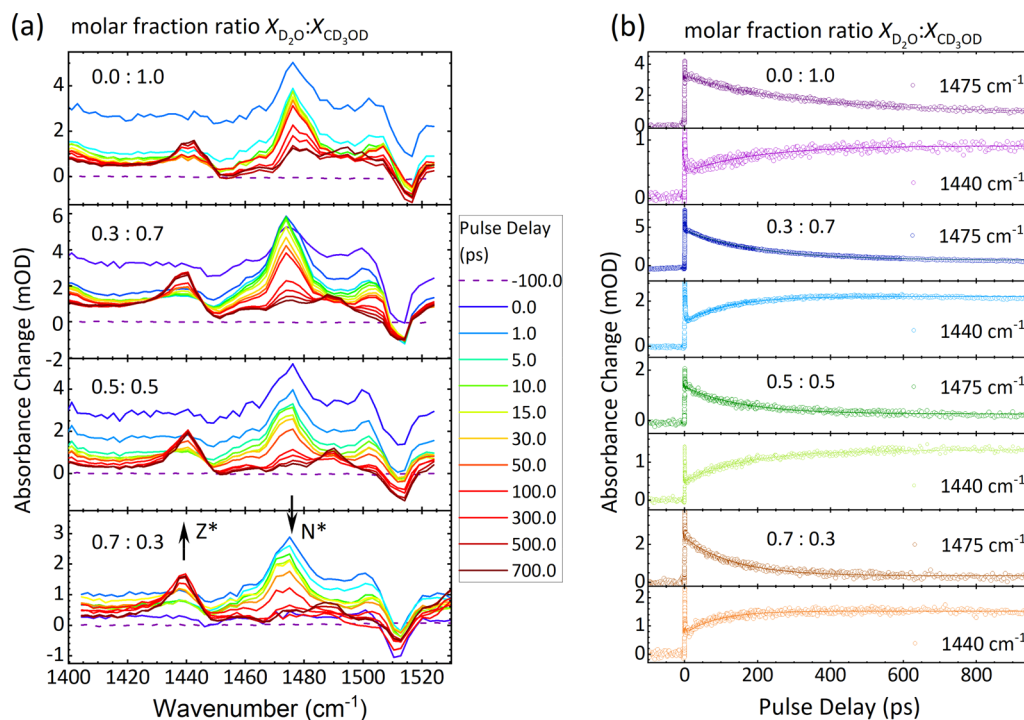 (a)
molar fraction ratio X_D₂O:X_CD₃OD
0.0 : 1.0
4
2
0
0.3 : 0.7
6
4
2
0
-2
0.5: 0.5
4
2
0
0.7 : 0.3
Z*
N*
3
2
1
0
-1
1400 1420 1440 1460 1480 1500 1520
Wavenumber (cm⁻¹)
Absorbance Change (mOD)
Pulse Delay
(ps)
-100.0
0.0
1.0
5.0
10.0
15.0
30.0
50.0
100.0
300.0
500.0
700.0
(b)
molar fraction ratio X_D₂O:X_CD₃OD
0.0 : 1.0
1475 cm⁻¹
4
2
0
1440 cm⁻¹
1
0
0.3 : 0.7
1475 cm⁻¹
5
0
1440 cm⁻¹
2
0
0.5 : 0.5
1475 cm⁻¹
2
0
1440 cm⁻¹
1
0
0.7 : 0.3
1475 cm⁻¹
2
0
1440 cm⁻¹
2
1
0
0 200 400 600 800
Pulse Delay (ps)
Absorbance Change (mOD)